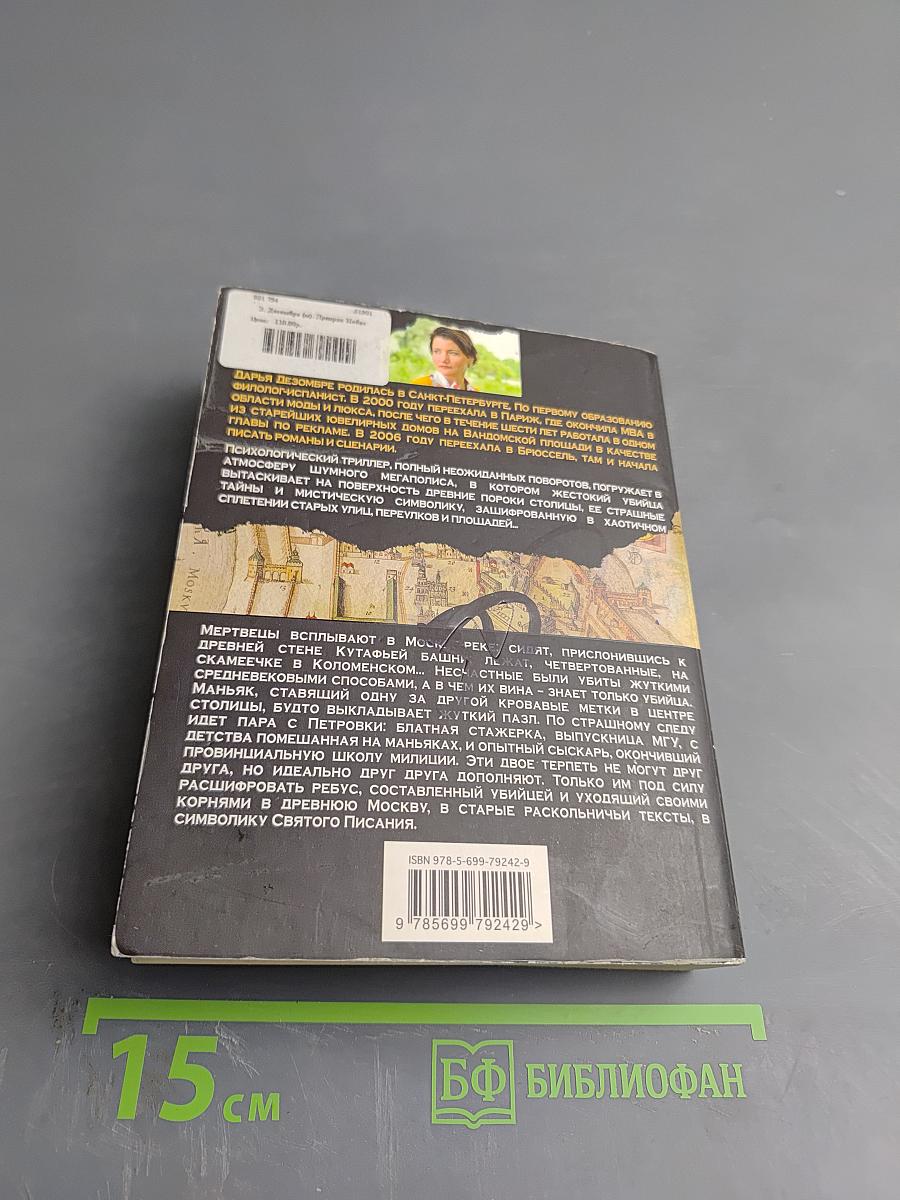 801 794
51001
Э. Дезомбре (м). Призрак Небес
Цена: 110.00р.
Дарья Дезомбре родилась в Санкт-Петербурге. По первому образованию
филолог-испанист. В 2000 году переехала в Париж, где окончила MBA в
области моды и люкса, после чего в течение шести лет работала в одном
из старейших ювелирных домов на Вандомской площади в качестве
главы по рекламе. В 2006 году переехала в Брюссель, там и начала
писать романы и сценарии.
Психологический триллер, полный неожиданных поворотов, погружает в
атмосферу шумного мегаполиса, в котором жестокий убийца
вытаскивает на поверхность древние пороки столицы, ее страшные
тайны и мистическую символику, зашифрованную в хаотичном
сплетении старых улиц, переулков и площадей...
Мертвецы всплывают в реке, сидят, прислонившись к
древней стене Кутафьей башни, лежат, четвертованные, на
скамеечке в Коломенском... Несчастные были убиты жуткими
средневековыми способами, а в чем их вина – знает только убийца.
Маньяк, ставящий одну за другой кровавые метки в центре
столицы, будто выкладывает жуткий пазл. По страшному следу
идет пара с Петровки: блатная стажерка, выпускница МГУ, с
детства помешанная на маньяках, и опытный сыскарь, окончивший
провинциальную школу милиции. Эти двое терпеть не могут друг
друга, но идеально друг друга дополняют. Только им под силу
расшифровать ребус, составленный убийцей и уходящий своими
корнями в древнюю Москву, в старые раскольничьи тексты, в
символику Святого Писания.
ISBN 978-5-699-79242-9
9 785699 792429 >
15 см
БФ БИБЛИОФАН